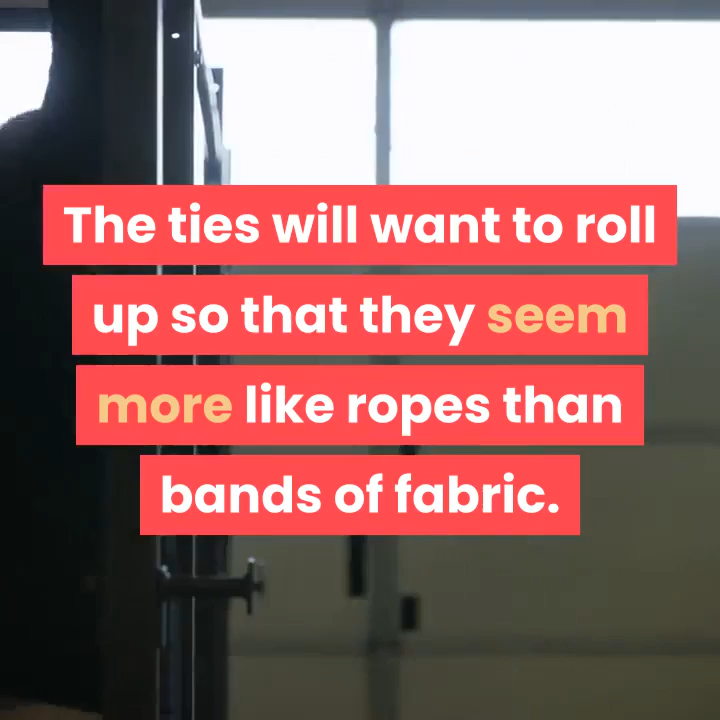 The ties will want to roll
up so that they seem
more like ropes than
bands of fabric.